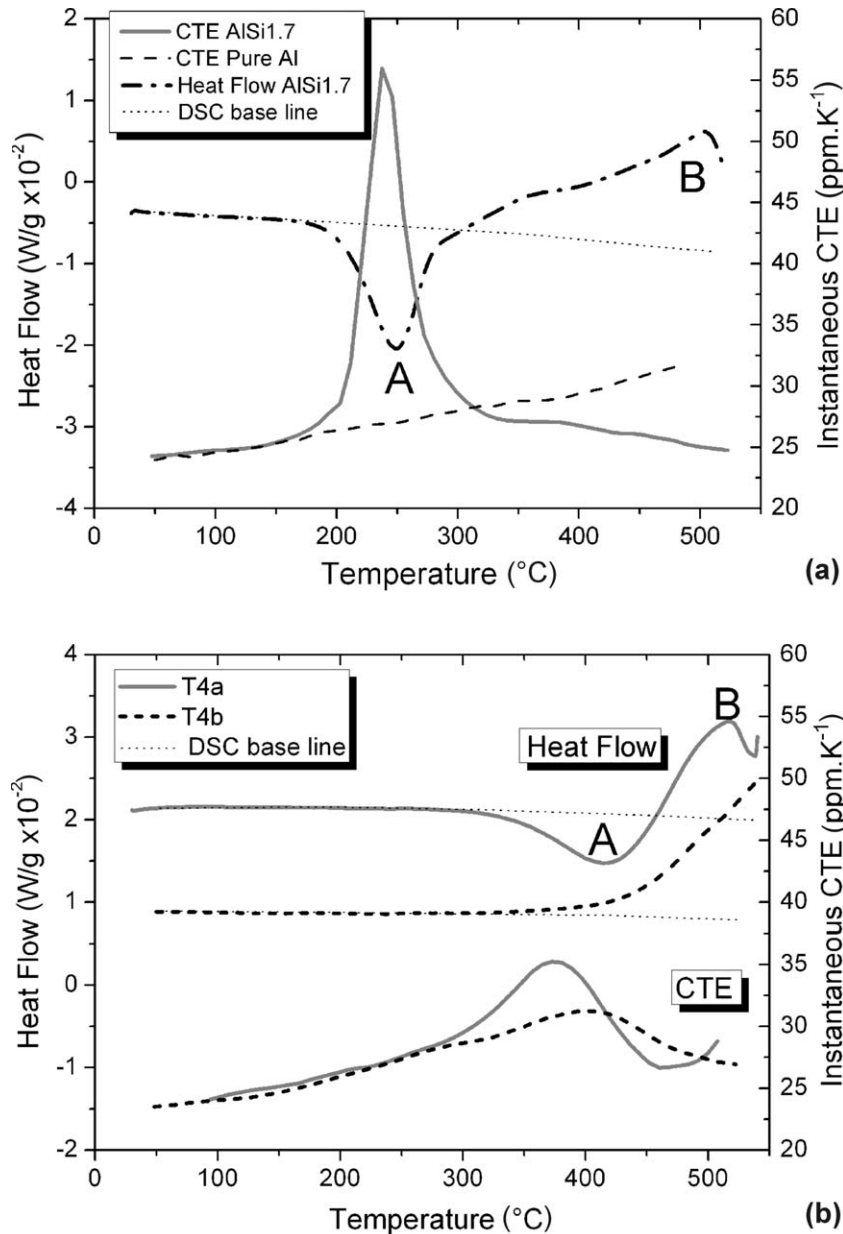 CTE AlSi1.7
CTE Pure Al
Heat Flow AlSi1.7
DSC base line
2
1
0
-1
-2
-3
-4
Heat Flow (W/g x10⁻²)
60
55
50
45
40
35
30
25
20
Instantaneous CTE (ppm.K⁻¹)
A
B
0 100 200 300 400 500
Temperature (°C)
(a)
T4a
T4b
DSC base line
Heat Flow
CTE
A
B
4
3
2
1
0
-1
-2
Heat Flow (W/g x10⁻²)
60
55
50
45
40
35
30
25
20
Instantaneous CTE (ppm.K⁻¹)
0 100 200 300 400 500
Temperature (°C)
(b)